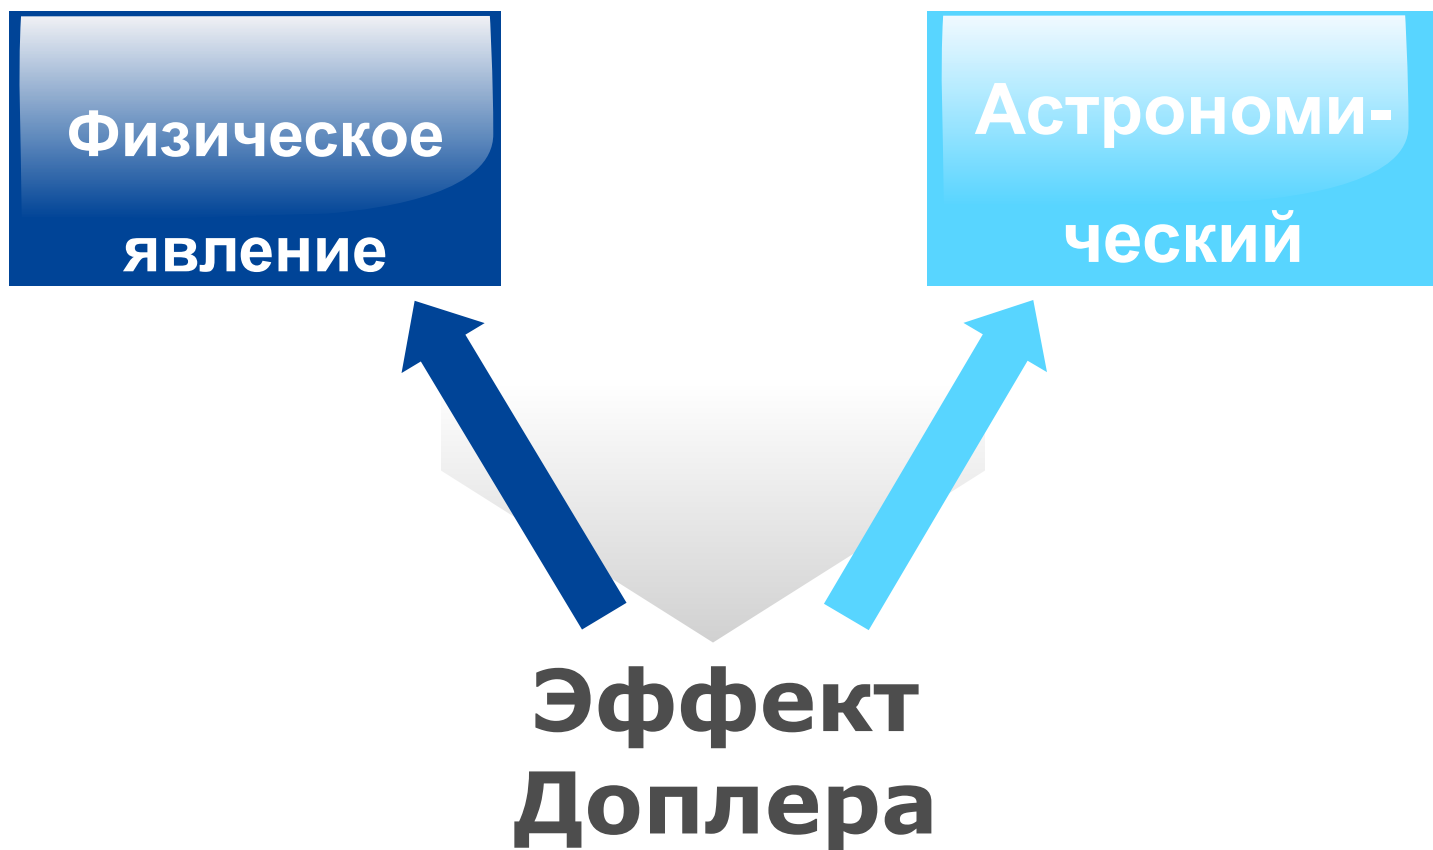 Физическое
явление
Астрономи-
ческий
Эффект
Доплера